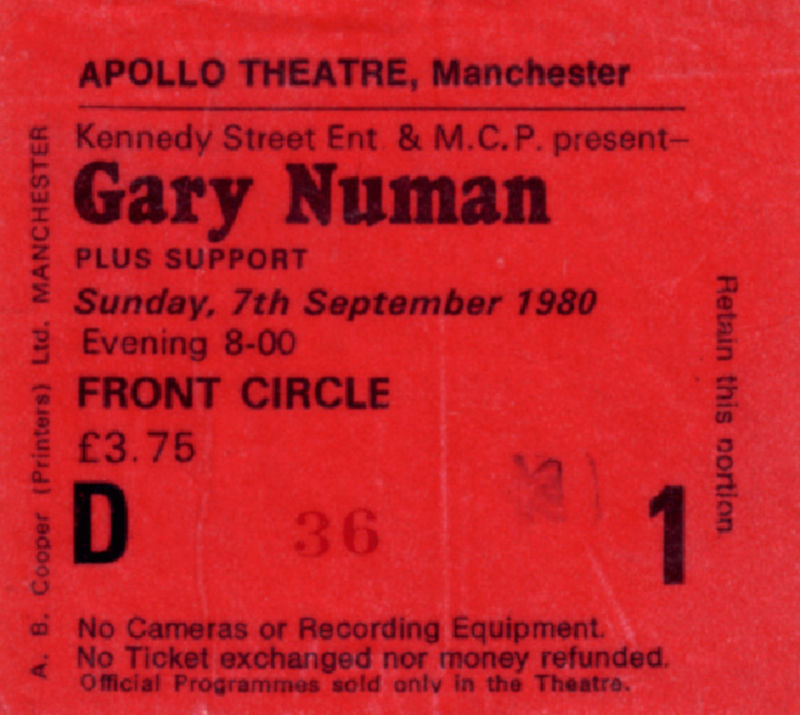 APOLLO THEATRE, Manchester
Kennedy Street Ent. & M.C.P. present—
Gary Numan
PLUS SUPPORT
Sunday, 7th September 1980
Evening 8-00
FRONT CIRCLE
£3.75
D 36 1
No Cameras or Recording Equipment.
No Ticket exchanged nor money refunded.
Official Programmes sold only in the Theatre.
A. B. Cooper (Printers) Ltd. MANCHESTER
Retain this portion